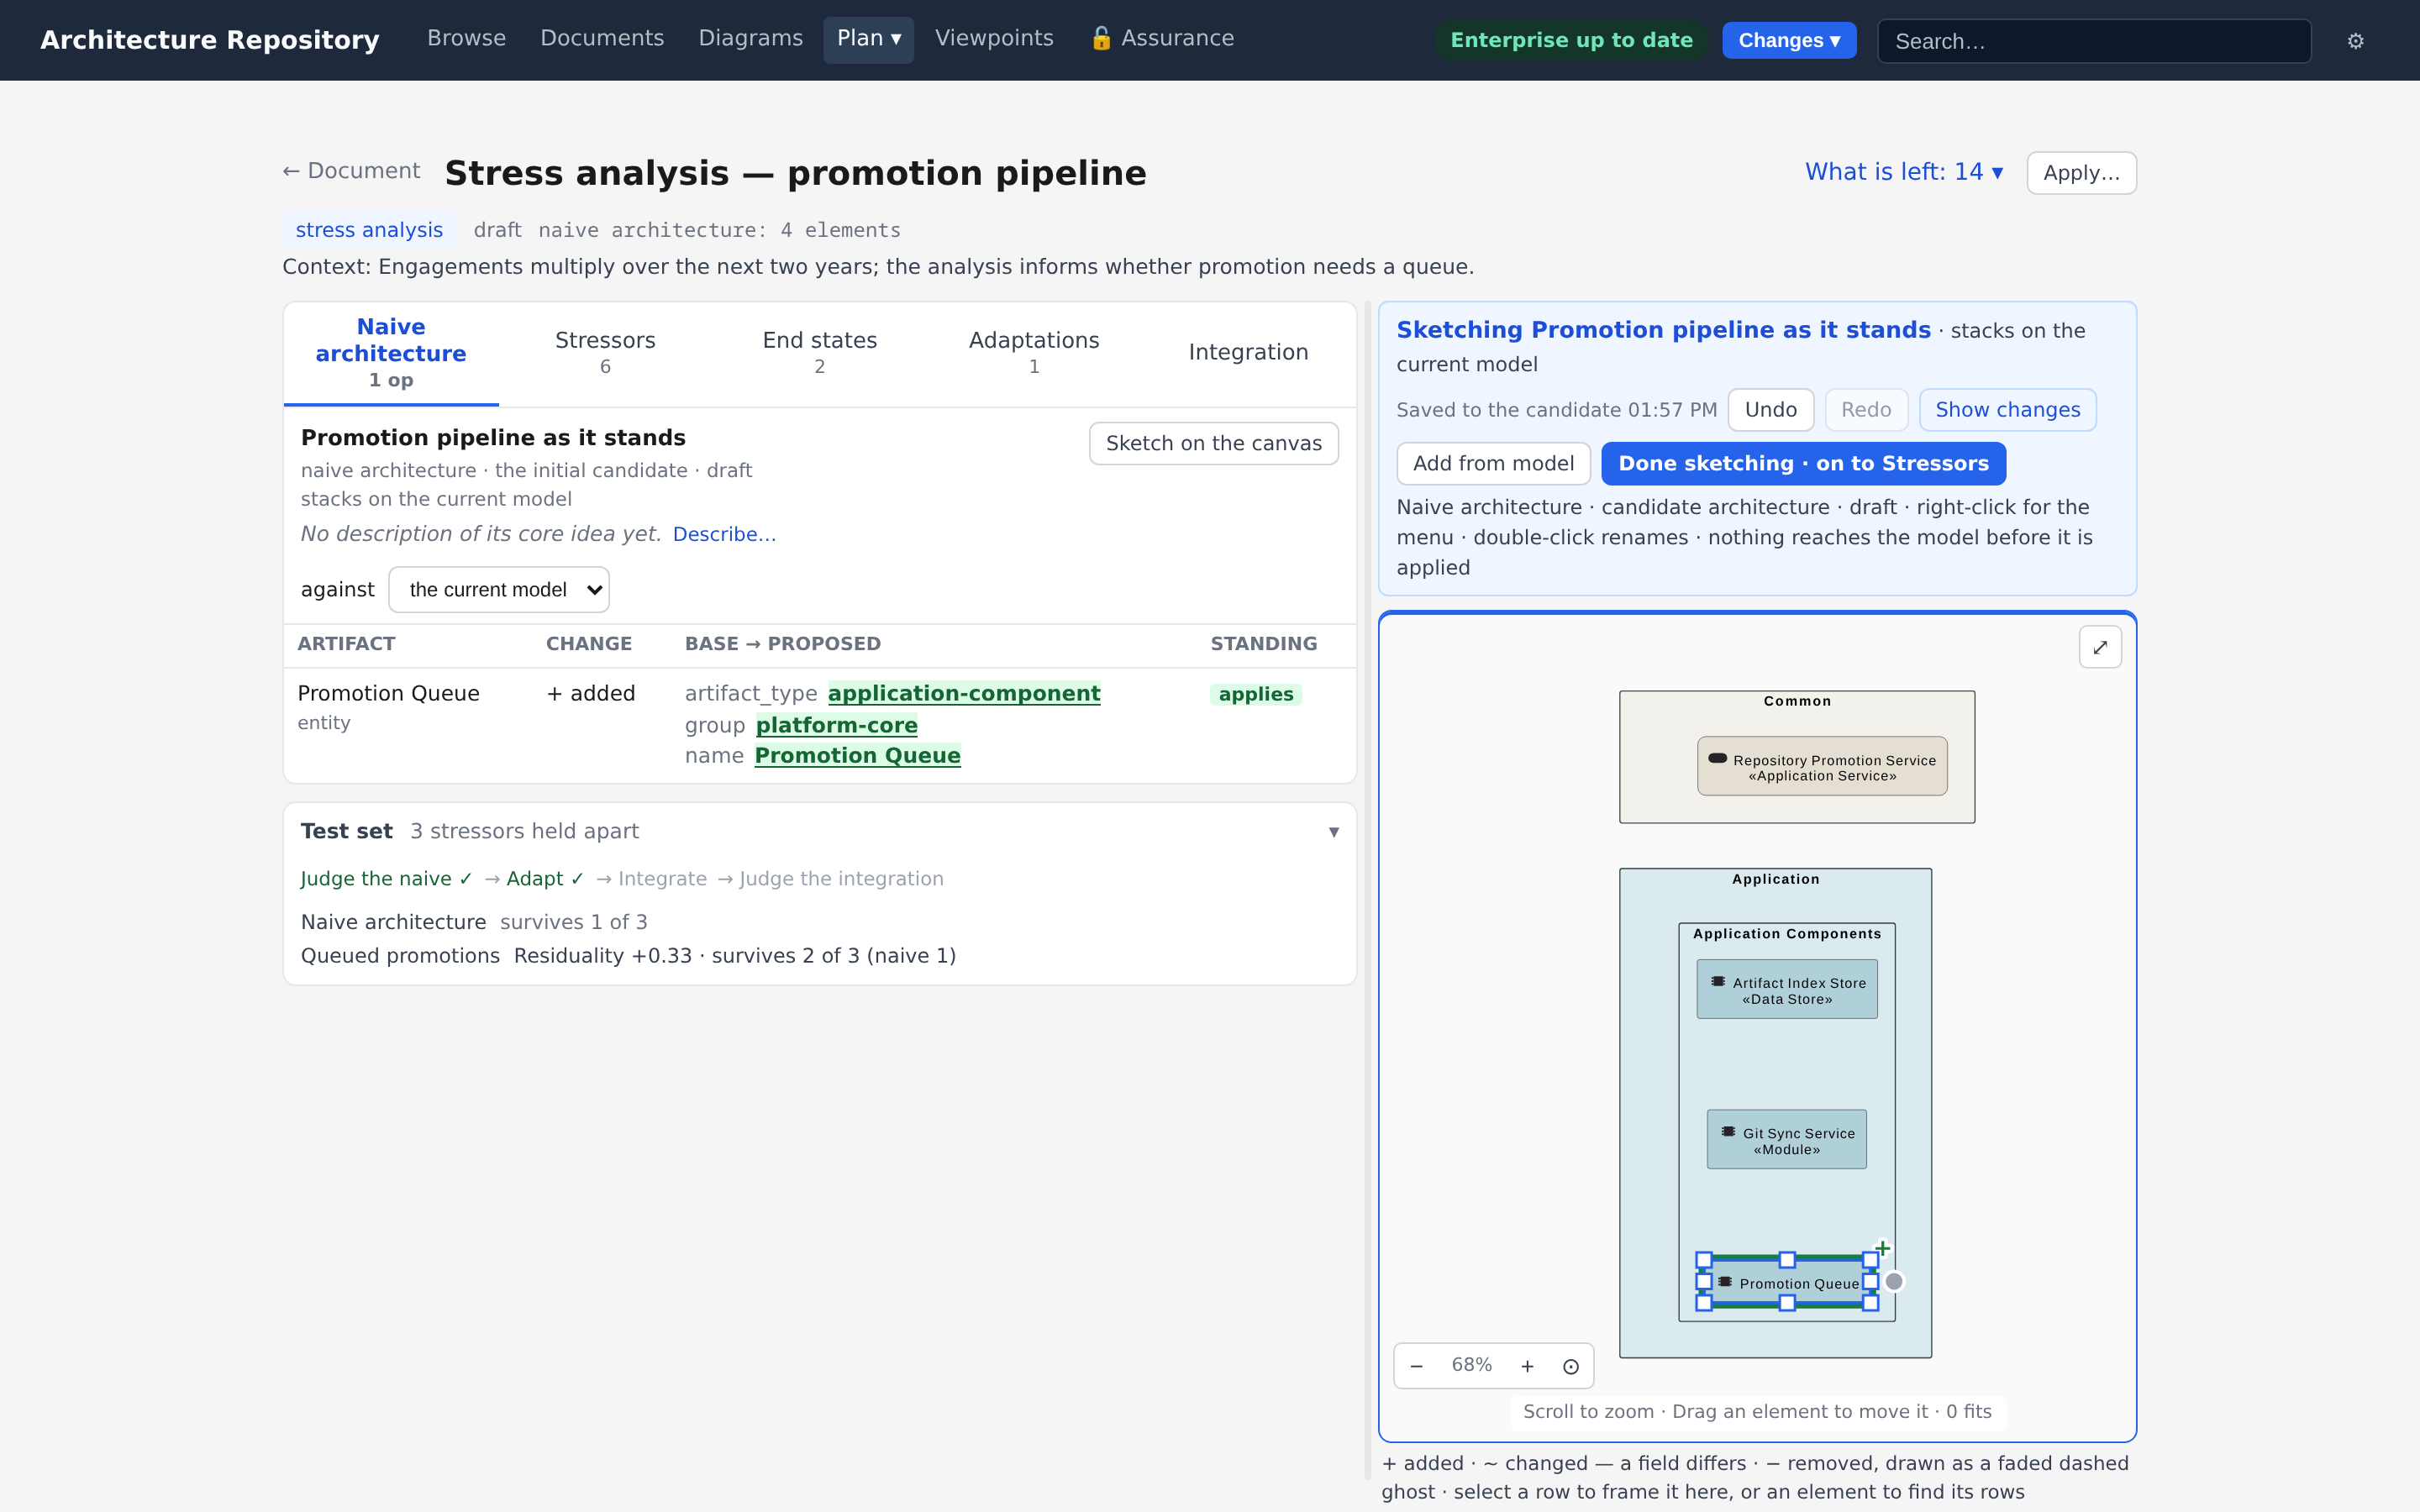 Architecture Repository Browse Documents Diagrams Plan ▾ Viewpoints 🔓 Assurance Enterprise up to date Changes ▾ Search… ⚙
← Document Stress analysis — promotion pipeline What is left: 14 ▾ Apply…
stress analysis draft naive architecture: 4 elements
Context: Engagements multiply over the next two years; the analysis informs whether promotion needs a queue.
Naive
architecture
1 op
Stressors
6
End states
2
Adaptations
1
Integration
Promotion pipeline as it stands
Sketch on the canvas
naive architecture · the initial candidate · draft
stacks on the current model
No description of its core idea yet. Describe…
against the current model
ARTIFACT CHANGE BASE → PROPOSED STANDING
Promotion Queue + added artifact_type application-component applies
entity
group platform-core
name Promotion Queue
Test set 3 stressors held apart ▾
Judge the naive ✓ → Adapt ✓ → Integrate → Judge the integration
Naive architecture survives 1 of 3
Queued promotions Residuality +0.33 · survives 2 of 3 (naive 1)
Sketching Promotion pipeline as it stands · stacks on the
current model
Saved to the candidate 01:57 PM Undo Redo Show changes
Add from model Done sketching · on to Stressors
Naive architecture · candidate architecture · draft · right-click for the
menu · double-click renames · nothing reaches the model before it is
applied
⤢
Common
Repository Promotion Service
«Application Service»
Application
Application Components
Artifact Index Store
«Data Store»
Git Sync Service
«Module»
+
Promotion Queue
− 68% + ⊙
Scroll to zoom · Drag an element to move it · 0 fits
+ added · ~ changed — a field differs · − removed, drawn as a faded dashed
ghost · select a row to frame it here, or an element to find its rows